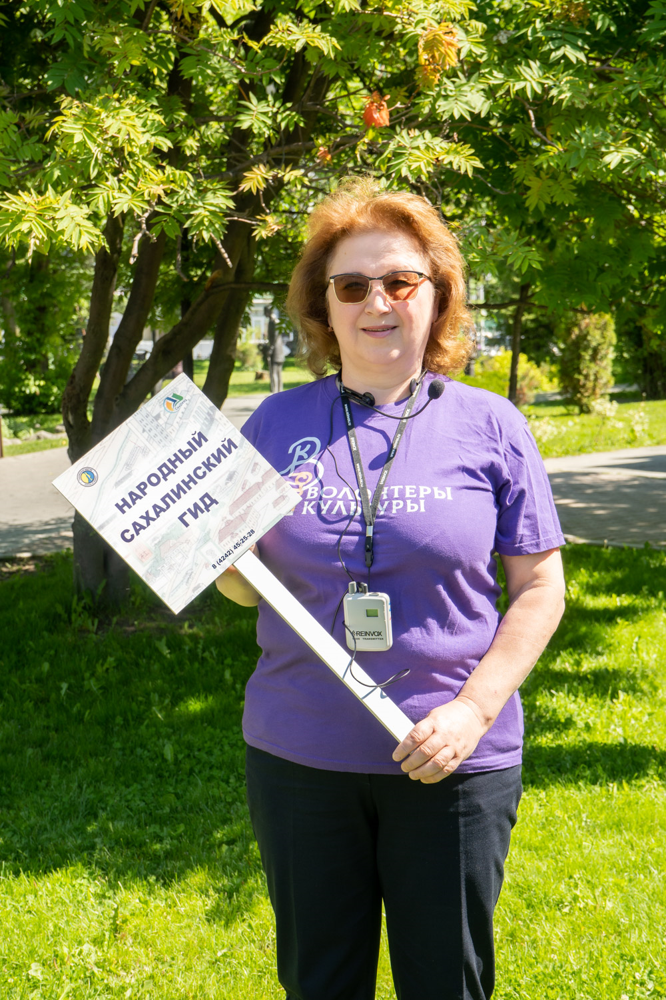 НАРОДНЫЙ
САХАЛИНСКИЙ
ГИД
8 (4242) 45-25-28
ВОЛОНТЕРЫ
КУЛЬТУРЫ
REINVOX
TRANSMITTER